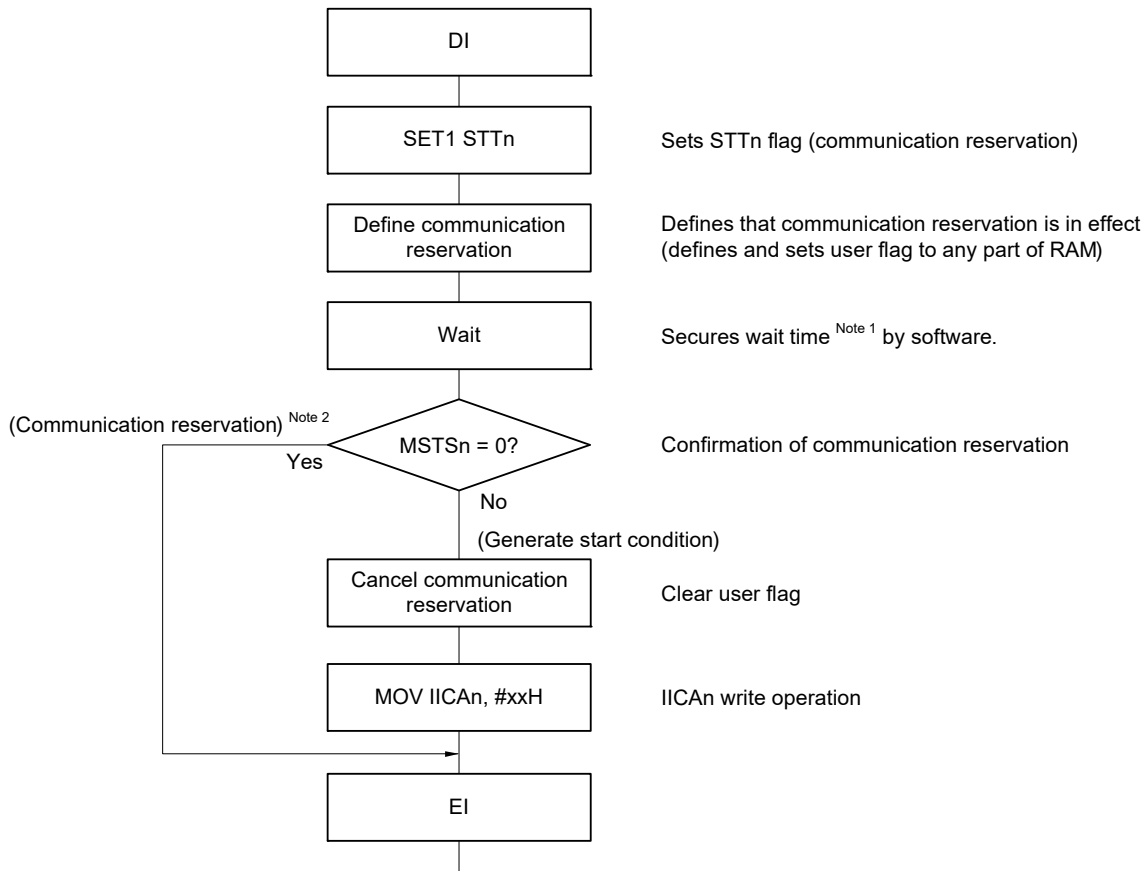 DI
SET1 STTn
Sets STTn flag (communication reservation)
Define communication
reservation
Defines that communication reservation is in effect
(defines and sets user flag to any part of RAM)
Wait
Secures wait time Note 1 by software.
(Communication reservation) Note 2
MSTSn = 0?
Confirmation of communication reservation
Yes
No
(Generate start condition)
Cancel communication
reservation
Clear user flag
MOV IICAn, #xxH
IICAn write operation
EI